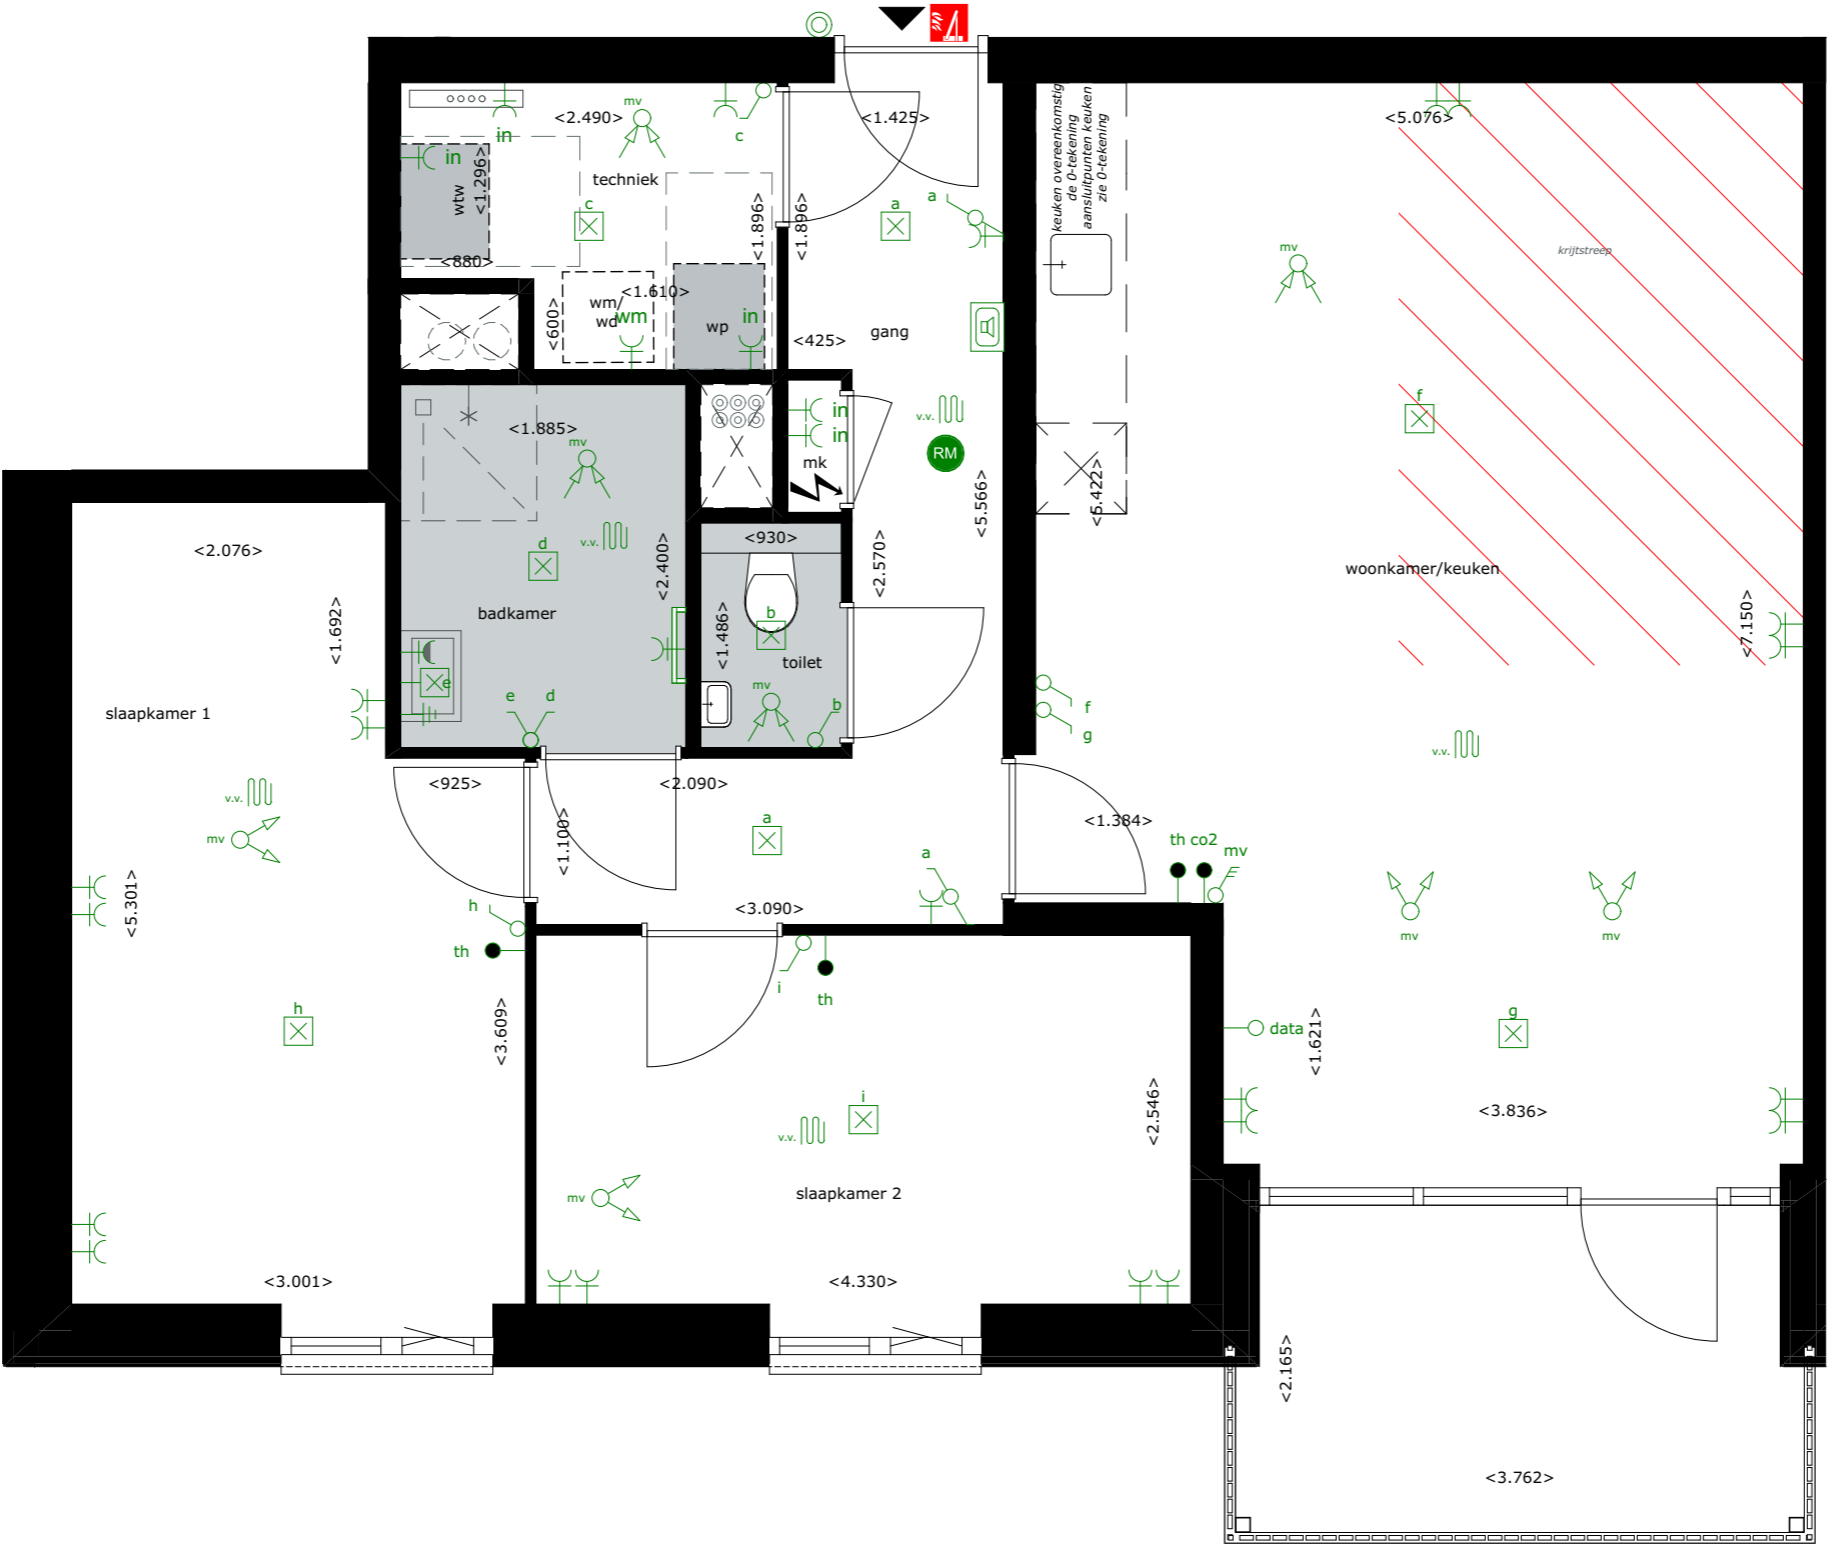 mv
<2.490>
<1.425>
<5.076>
in
c
in
wtw
<1.296>
techniek
keuken overeenkomstig
de 0-tekening
aansluitpunten keuken
zie 0-tekening
c
<1.896>
<1.896>
a
a
mv
krijtstreep
<880>
<600>
wm/
wd
<1.610>
wm
wp
in
<425>
gang
f
in
in
mk
v.v.
RM
<1.885>
mv
v.v.
d
<2.400>
badkamer
<930>
<1.486>
b
toilet
mv
b
<2.570>
<5.566>
<5.422>
woonkamer/keuken
<7.150>
<2.076>
<1.692>
slaapkamer 1
e
e
d
f
g
v.v.
v.v.
mv
<925>
<2.090>
<1.100>
a
<1.384>
th
co2
mv
a
<3.090>
<5.301>
h
th
mv
mv
i
th
h
<3.609>
data
<1.621>
g
i
v.v.
<2.546>
<3.836>
mv
slaapkamer 2
<3.001>
<4.330>
<2.165>
<3.762>